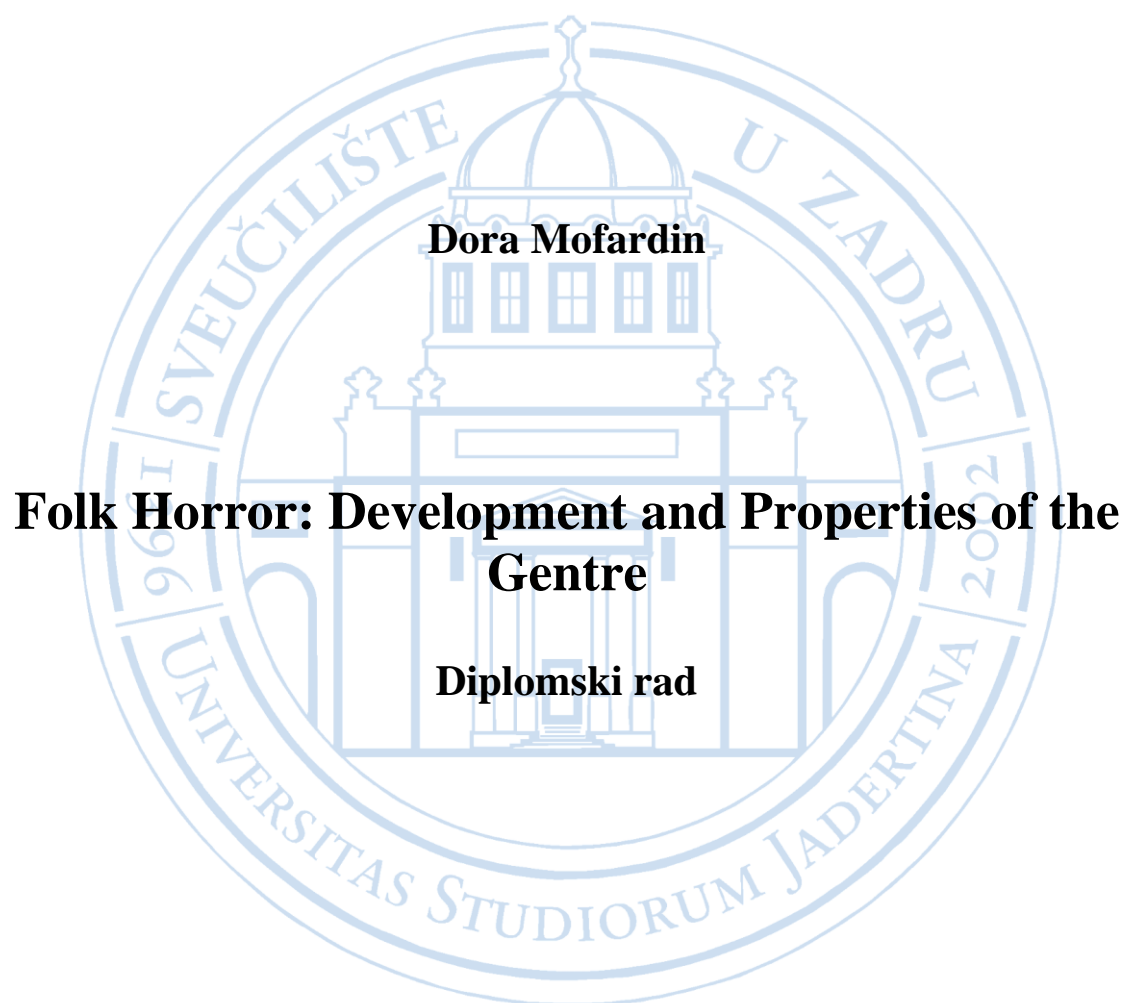 SVEUČILIŠTE U ZADRU
Dora Mofardin
1396 2002
Folk Horror: Development and Properties of the
Gentre
Diplomski rad
UNIVERSITAS STUDIORUM JADERTINA